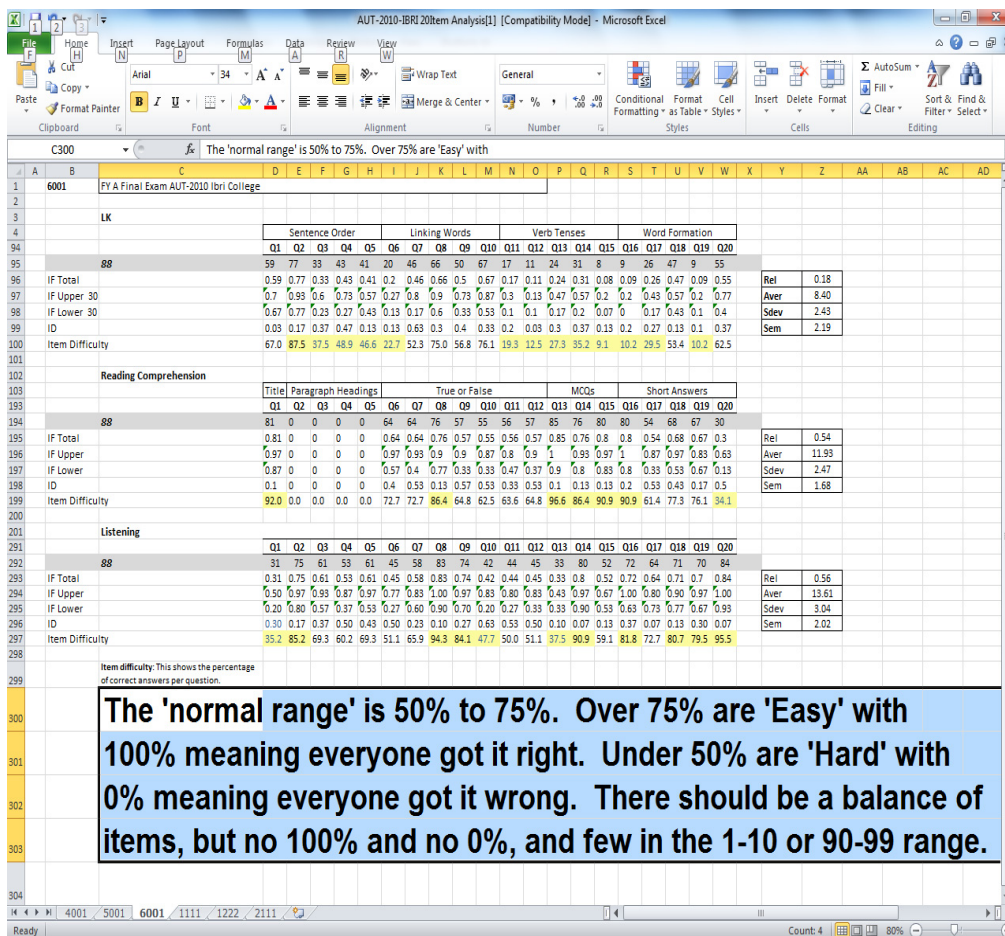 AUT-2010-IBRI 20Item Analysis[1] [Compatibility Mode] - Microsoft Excel
1 2 3
File Home Insert Page Layout Formulas Data Review View
F H N P M A R W
Cut
Copy
Format Painter
Paste
Arial 34 A A Wrap Text General Σ AutoSum
B I U A Merge & Center % , Fill
Clear
Conditional Formatting Format as Table Cell Styles Insert Delete Format Sort & Filter Find & Select
Clipboard Font Alignment Number Styles Cells Editing
C300 fx The 'normal range' is 50% to 75%. Over 75% are 'Easy' with
A B C D E F G H I J K L M N O P Q R S T U V W X Y Z AA AB AC AD
1 6001 FY A Final Exam AUT-2010 Ibri College
2
3 LK
4 Sentence Order Linking Words Verb Tenses Word Formation
94 Q1 Q2 Q3 Q4 Q5 Q6 Q7 Q8 Q9 Q10 Q11 Q12 Q13 Q14 Q15 Q16 Q17 Q18 Q19 Q20
95 88 59 77 33 43 41 20 46 66 50 67 17 11 24 31 8 9 26 47 9 55
96 IF Total 0.59 0.77 0.33 0.43 0.41 0.2 0.46 0.66 0.5 0.67 0.17 0.11 0.24 0.31 0.08 0.09 0.26 0.47 0.09 0.55 Rel 0.18
97 IF Upper 30 0.7 0.93 0.6 0.73 0.57 0.27 0.8 0.9 0.73 0.87 0.3 0.13 0.47 0.57 0.2 0.2 0.43 0.57 0.2 0.77 Aver 8.40
98 IF Lower 30 0.67 0.77 0.23 0.27 0.43 0.13 0.17 0.6 0.33 0.53 0.1 0.1 0.17 0.2 0.07 0 0.17 0.43 0.1 0.4 Sdev 2.43
99 ID 0.03 0.17 0.37 0.47 0.13 0.13 0.63 0.3 0.4 0.33 0.2 0.03 0.3 0.37 0.13 0.2 0.27 0.13 0.1 0.37 Sem 2.19
100 Item Difficulty 67.0 87.5 37.5 48.9 46.6 22.7 52.3 75.0 56.8 76.1 19.3 12.5 27.3 35.2 9.1 10.2 29.5 53.4 10.2 62.5
101
102 Reading Comprehension
103 Title Paragraph Headings True or False MCQs Short Answers
193 Q1 Q2 Q3 Q4 Q5 Q6 Q7 Q8 Q9 Q10 Q11 Q12 Q13 Q14 Q15 Q16 Q17 Q18 Q19 Q20
194 88 81 0 0 0 0 64 64 76 57 55 56 57 85 76 80 80 54 68 67 30
195 IF Total 0.81 0 0 0 0 0.64 0.64 0.76 0.57 0.55 0.56 0.57 0.85 0.76 0.8 0.8 0.54 0.68 0.67 0.3 Rel 0.54
196 IF Upper 0.97 0 0 0 0 0.97 0.93 0.9 0.9 0.87 0.8 0.9 1 0.93 0.97 1 0.87 0.97 0.83 0.63 Aver 11.93
197 IF Lower 0.87 0 0 0 0 0.57 0.4 0.77 0.33 0.33 0.47 0.37 0.9 0.8 0.83 0.8 0.33 0.53 0.67 0.13 Sdev 2.47
198 ID 0.1 0 0 0 0 0.4 0.53 0.13 0.57 0.53 0.33 0.53 0.1 0.13 0.13 0.2 0.53 0.43 0.17 0.5 Sem 1.68
199 Item Difficulty 92.0 0.0 0.0 0.0 0.0 72.7 72.7 86.4 64.8 62.5 63.6 64.8 96.6 86.4 90.9 90.9 61.4 77.3 76.1 34.1
200
201 Listening
291 Q1 Q2 Q3 Q4 Q5 Q6 Q7 Q8 Q9 Q10 Q11 Q12 Q13 Q14 Q15 Q16 Q17 Q18 Q19 Q20
292 88 31 75 61 53 61 45 58 83 74 42 44 45 33 80 52 72 64 71 70 84
293 IF Total 0.31 0.75 0.61 0.53 0.61 0.45 0.58 0.83 0.74 0.42 0.44 0.45 0.33 0.8 0.52 0.72 0.64 0.71 0.7 0.84 Rel 0.56
294 IF Upper 0.50 0.97 0.93 0.87 0.97 0.77 0.83 1.00 0.97 0.83 0.80 0.83 0.43 0.97 0.67 1.00 0.80 0.90 0.97 1.00 Aver 13.61
295 IF Lower 0.20 0.80 0.57 0.37 0.53 0.27 0.60 0.90 0.70 0.20 0.27 0.33 0.33 0.90 0.53 0.63 0.73 0.77 0.67 0.93 Sdev 3.04
296 ID 0.30 0.17 0.37 0.50 0.43 0.50 0.23 0.10 0.27 0.63 0.53 0.50 0.10 0.07 0.13 0.37 0.07 0.13 0.30 0.07 Sem 2.02
297 Item Difficulty 35.2 85.2 69.3 60.2 69.3 51.1 65.9 94.3 84.1 47.7 50.0 51.1 37.5 90.9 59.1 81.8 72.7 80.7 79.5 95.5
298
Item difficulty: This shows the percentage
299 of correct answers per question.
300 The 'normal range' is 50% to 75%. Over 75% are 'Easy' with
301 100% meaning everyone got it right. Under 50% are 'Hard' with
302 0% meaning everyone got it wrong. There should be a balance of
303 items, but no 100% and no 0%, and few in the 1-10 or 90-99 range.
304
4001 5001 6001 1111 1222 2111
Ready Count: 4 80%